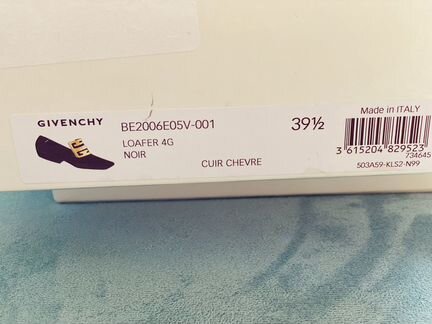 GIVENCHY
BE2006E05V-001
39½
Made in ITALY
LOAFER 4G
NOIR
CUIR CHEVRE
3 615204 829523
734645
503A59-KLS2-N99